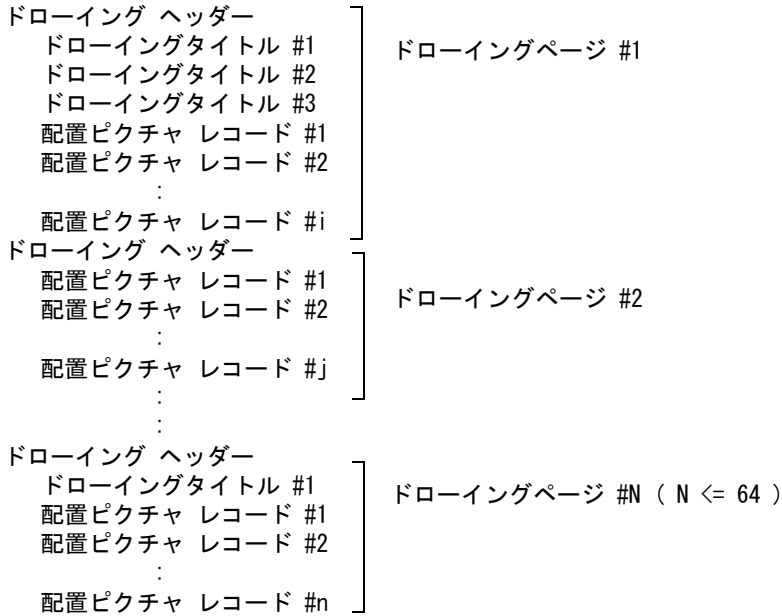 ドローイング ヘッダー
ドローイングタイトル #1
ドローイングページ #1
ドローイングタイトル #2
ドローイングタイトル #3
配置ピクチャ レコード #1
配置ピクチャ レコード #2
:
配置ピクチャ レコード #i
ドローイング ヘッダー
配置ピクチャ レコード #1
ドローイングページ #2
配置ピクチャ レコード #2
:
配置ピクチャ レコード #j
:
:
ドローイング ヘッダー
ドローイングタイトル #1
ドローイングページ #N ( N <= 64 )
配置ピクチャ レコード #1
配置ピクチャ レコード #2
:
配置ピクチャ レコード #n